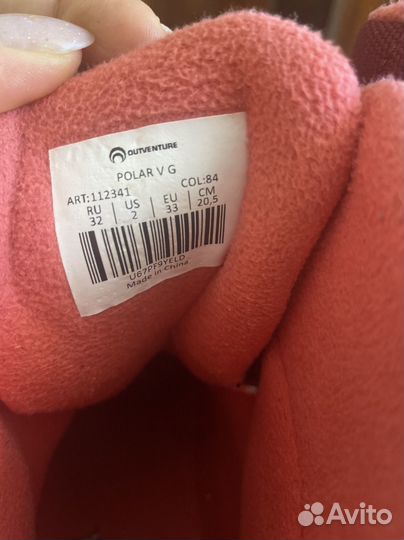 OUTVENTURE
POLAR V G
ART:112341 COL:84
RU US EU CM
32 2 33 20,5
U87PF9YELD
Made in China
Avito